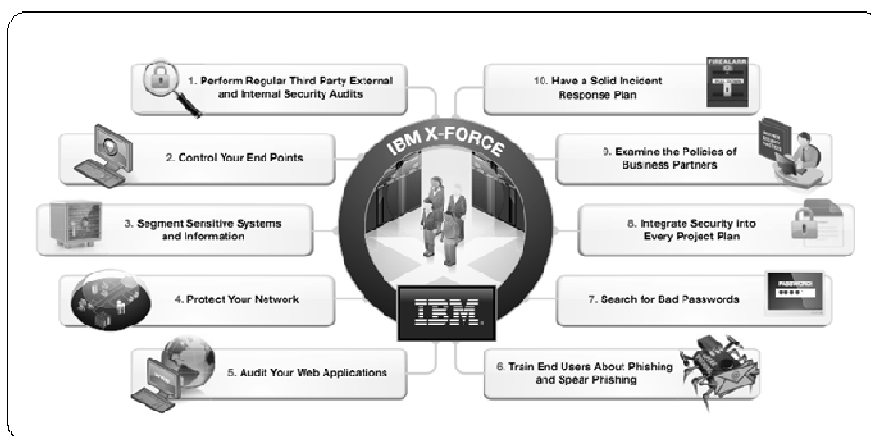 1. Perform Regular Third Party External
and Internal Security Audits
2. Control Your End Points
3. Segment Sensitive Systems
and Information
4. Protect Your Network
5. Audit Your Web Applications
6. Train End Users About Phishing
and Spear Phishing
7. Search for Bad Passwords
8. Integrate Security into
Every Project Plan
9. Examine the Policies of
Business Partners
10. Have a Solid Incident
Response Plan
IBM X-FORCE
IBM
FIREALARM
PASSWORD